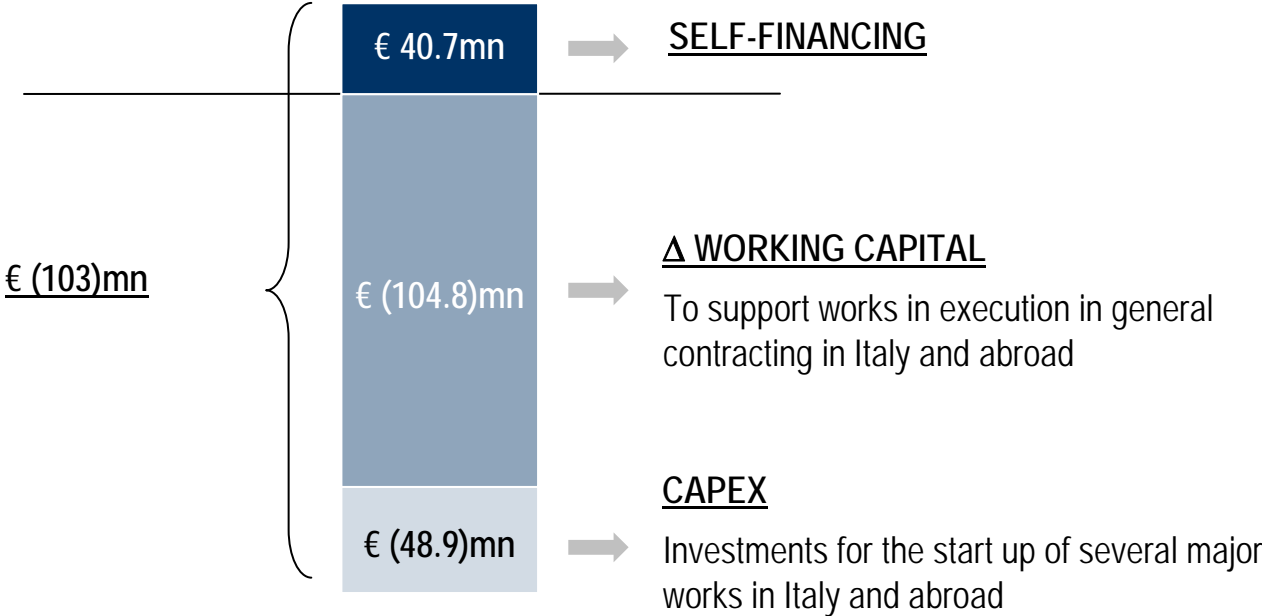 € 40.7mn
SELF-FINANCING
€ (103)mn
€ (104.8)mn
Δ WORKING CAPITAL
To support works in execution in general
contracting in Italy and abroad
€ (48.9)mn
CAPEX
Investments for the start up of several major
works in Italy and abroad